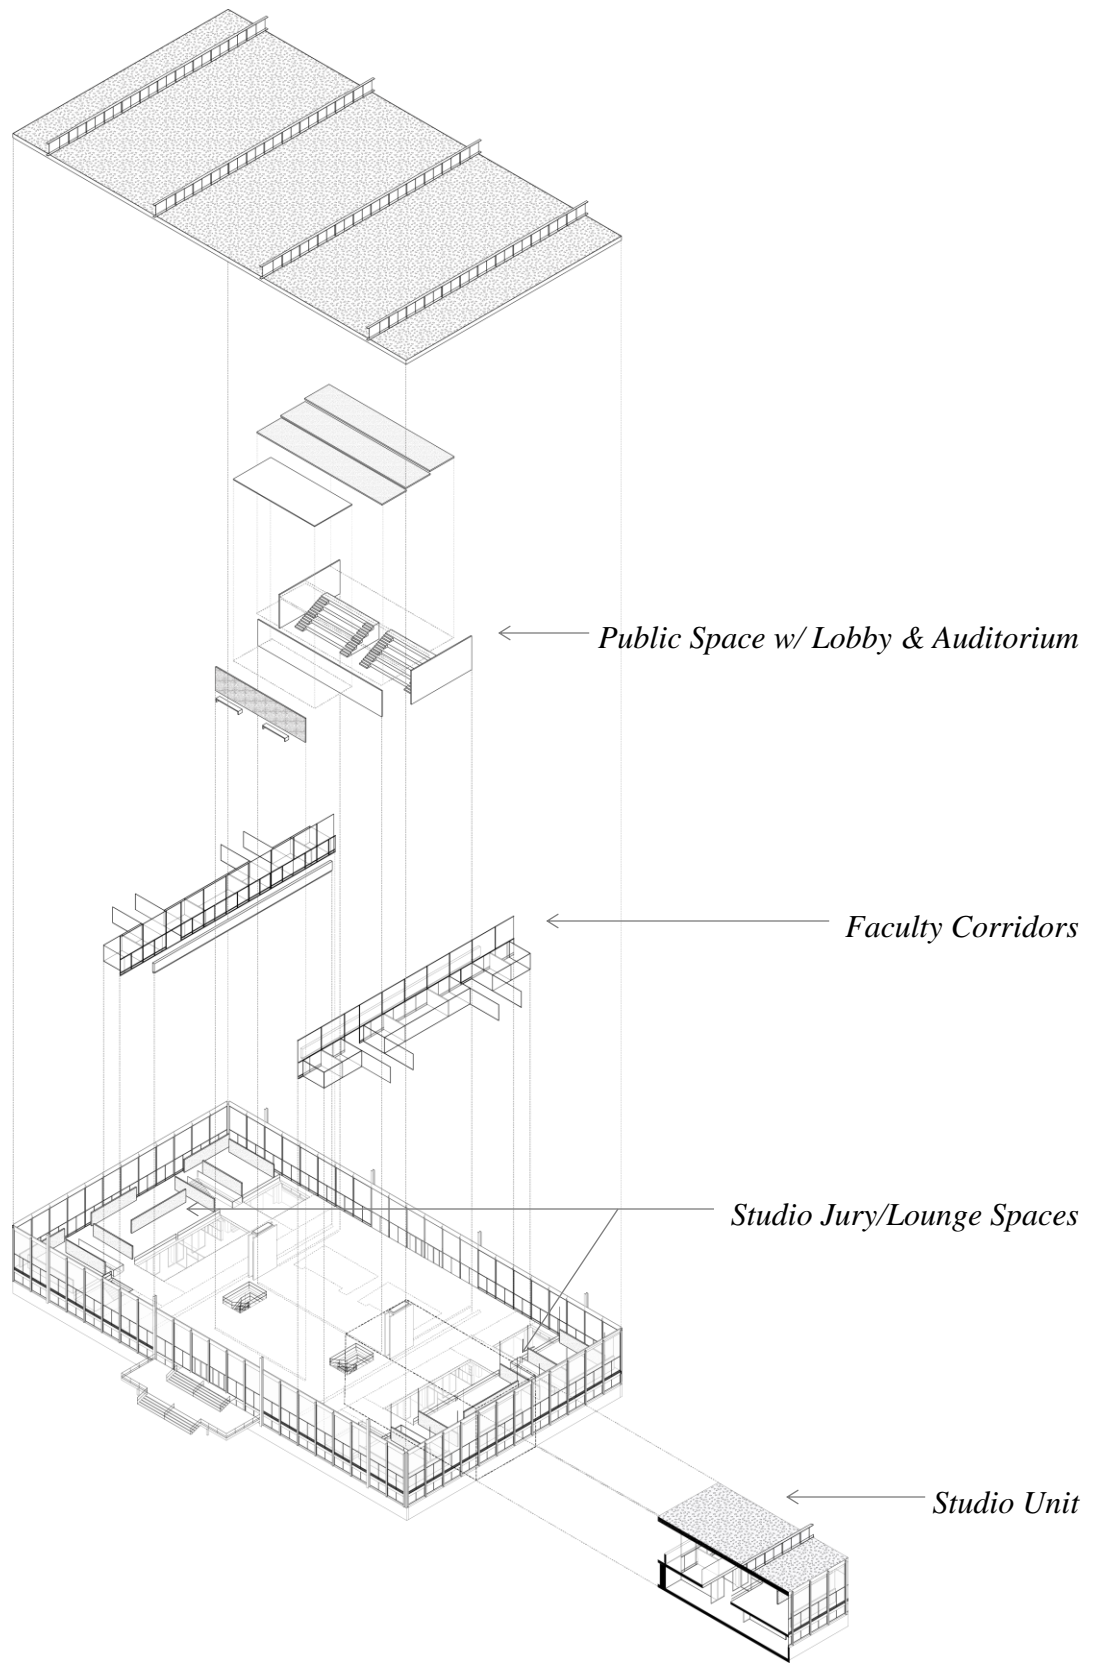 Public Space w/ Lobby & Auditorium
Faculty Corridors
Studio Jury/Lounge Spaces
Studio Unit